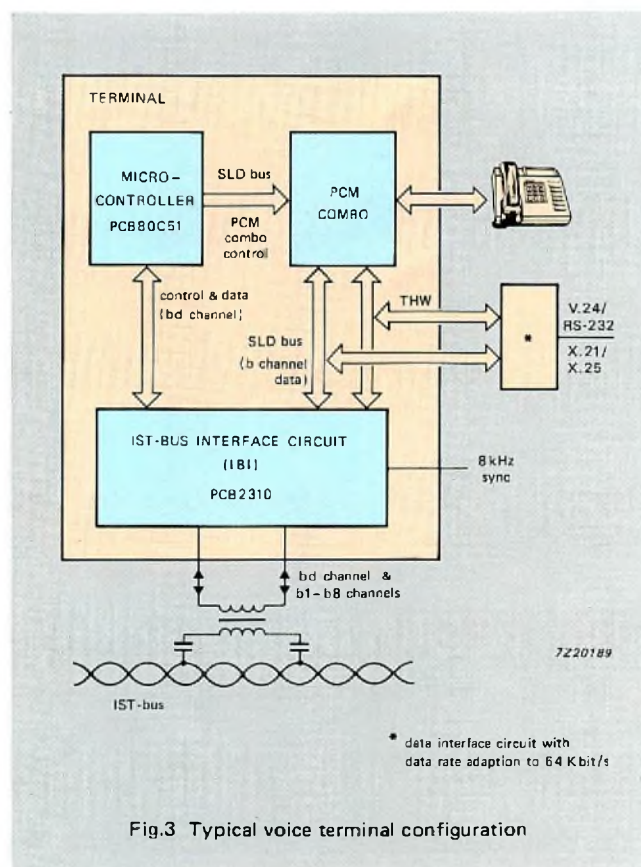 TERMINAL
MICRO-
CONTROLLER
PCB80C51
SLD bus
PCM
combo
control
PCM
COMBO
control & data
(bd channel)
SLD bus
(b channel
data)
THW
*
V.24/
RS-232
X.21/
X.25
IST-BUS INTERFACE CIRCUIT
(IBI)
PCB2310
8 kHz
sync
bd channel &
b1-b8 channels
7Z20189
IST-bus
* data interface circuit with
data rate adaption to 64 Kbit/s
Fig.3 Typical voice terminal configuration